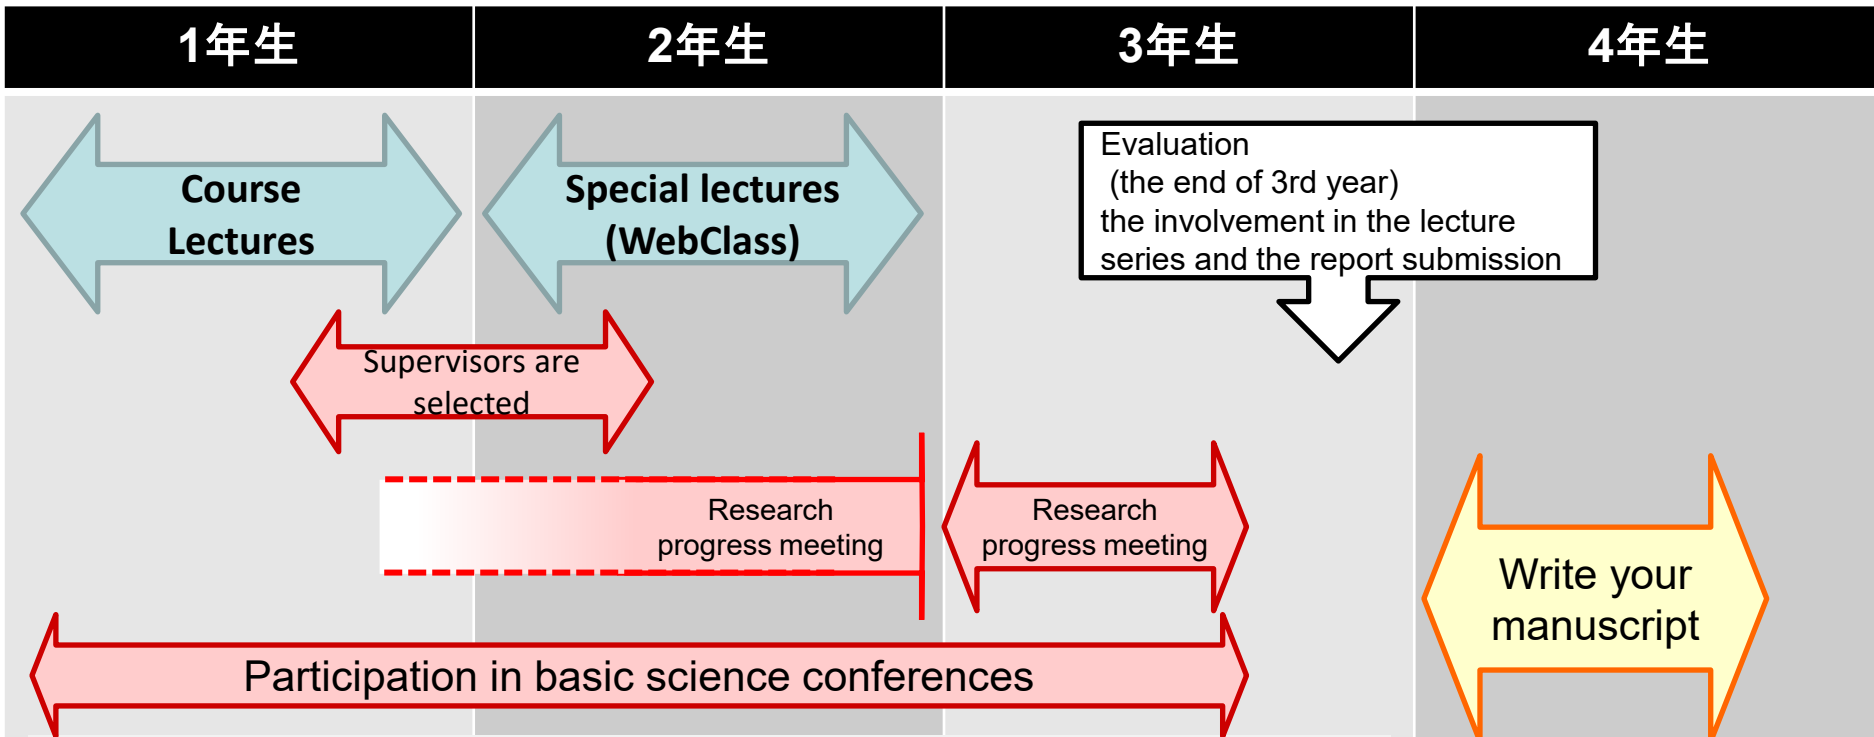 1年生
2年生
3年生
4年生
Course
Lectures
Special lectures
(WebClass)
Evaluation
(the end of 3rd year)
the involvement in the lecture
series and the report submission
Supervisors are
selected
Research
progress meeting
Research
progress meeting
Write your
manuscript
Participation in basic science conferences